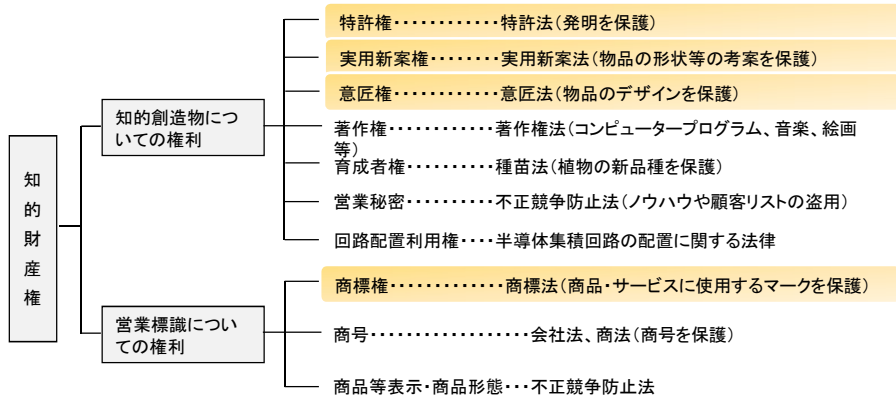 知的財産権
知的創造物につ
いての権利
特許権･･･････････特許法（発明を保護）
実用新案権････････実用新案法（物品の形状等の考案を保護）
意匠権･･･････････意匠法（物品のデザインを保護）
著作権･･･････････著作権法（コンピュータープログラム、音楽、絵画
等）
育成者権･････････種苗法（植物の新品種を保護）
営業秘密･････････不正競争防止法（ノウハウや顧客リストの盗用）
回路配置利用権････半導体集積回路の配置に関する法律
営業標識につい
ての権利
商標権････････････商標法（商品・サービスに使用するマークを保護）
商号････････････････会社法、商法（商号を保護）
商品等表示・商品形態･･･不正競争防止法